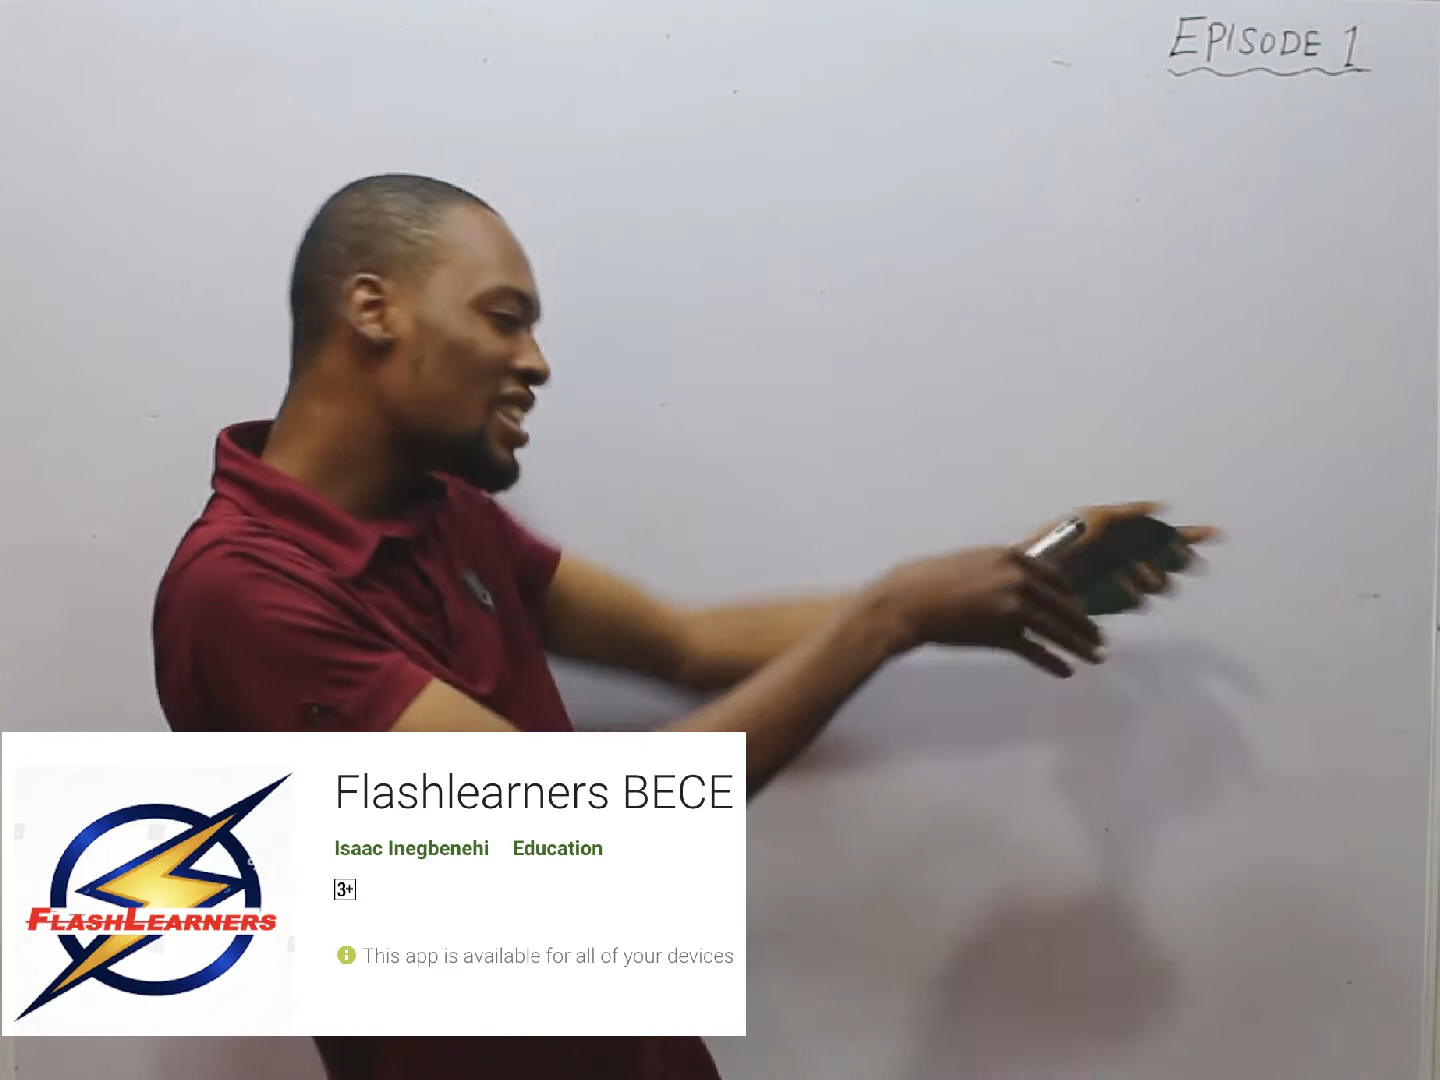 EPISODE 1
Flashlearners BECE
Isaac Inegbenehi Education
3+
FLASHLEARNERS
This app is available for all of your devices